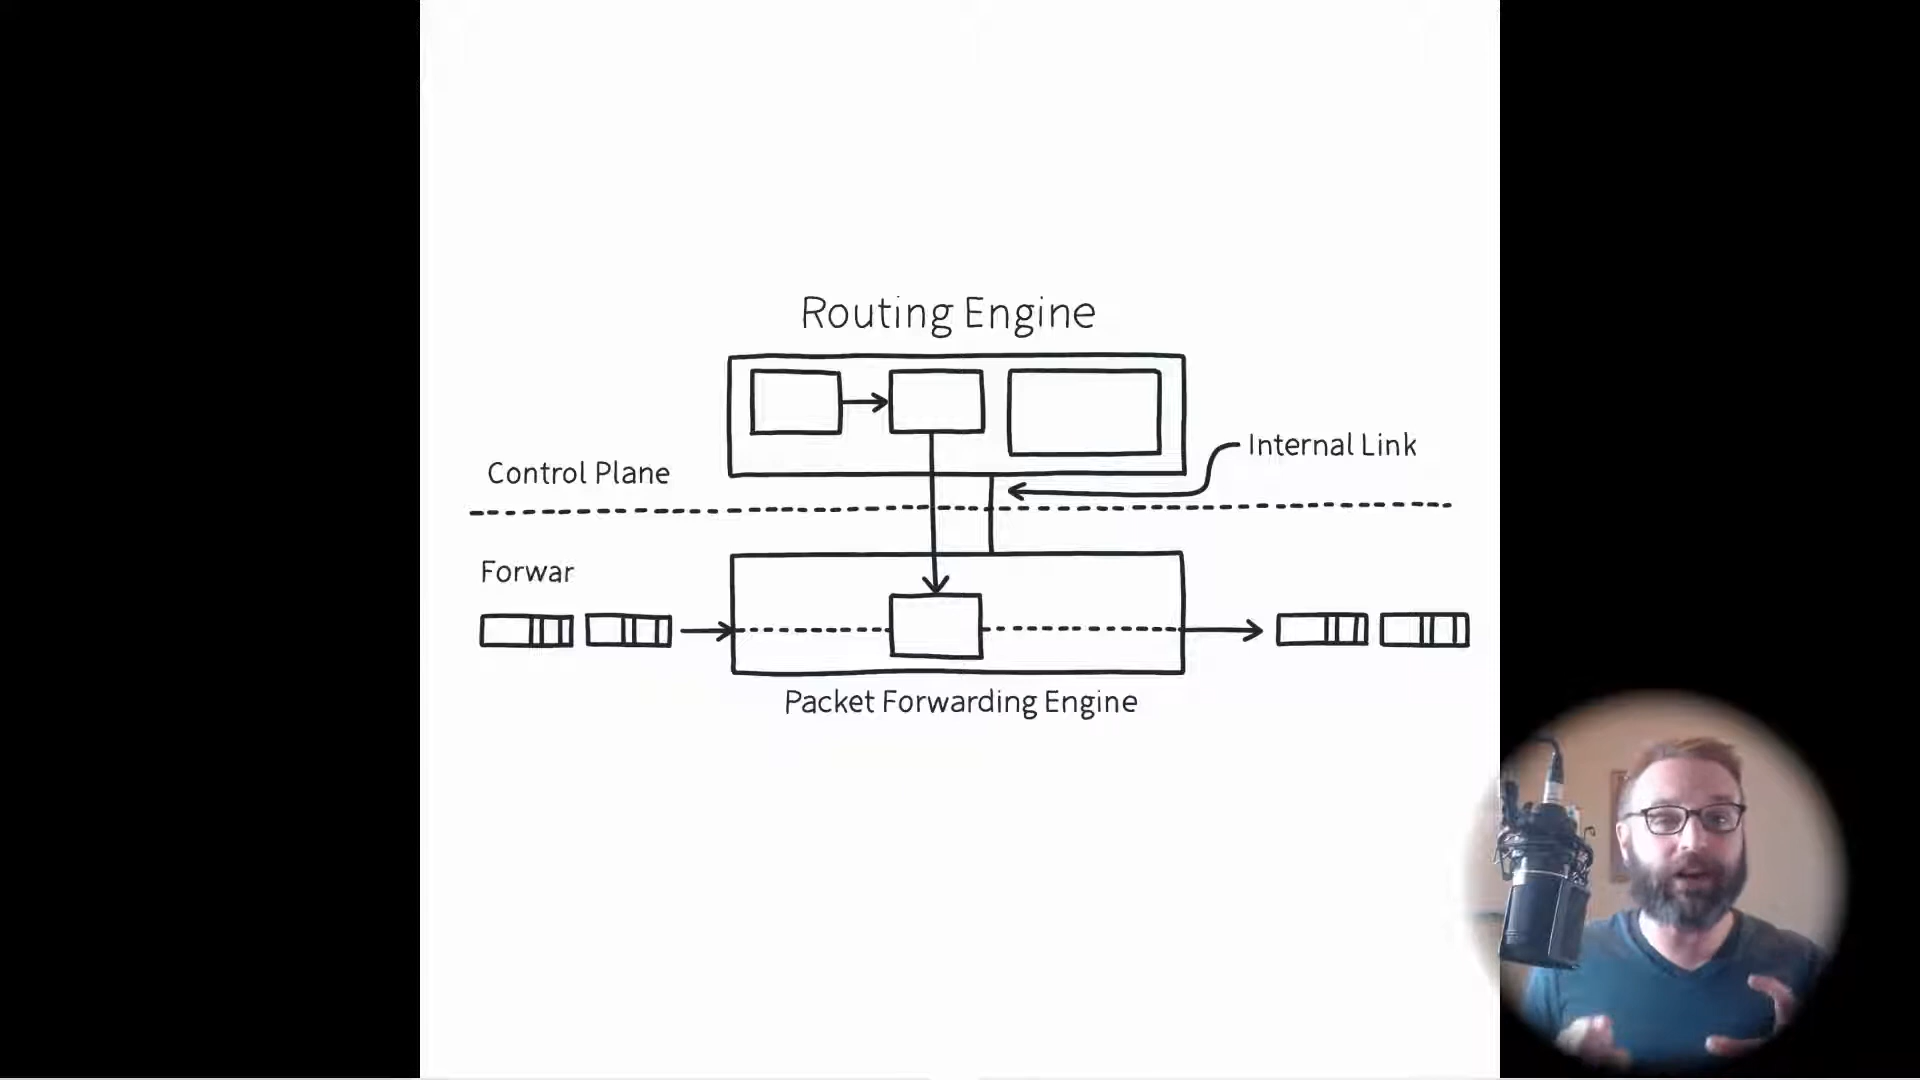 Routing Engine
Internal Link
Control Plane
Forwar
Packet Forwarding Engine